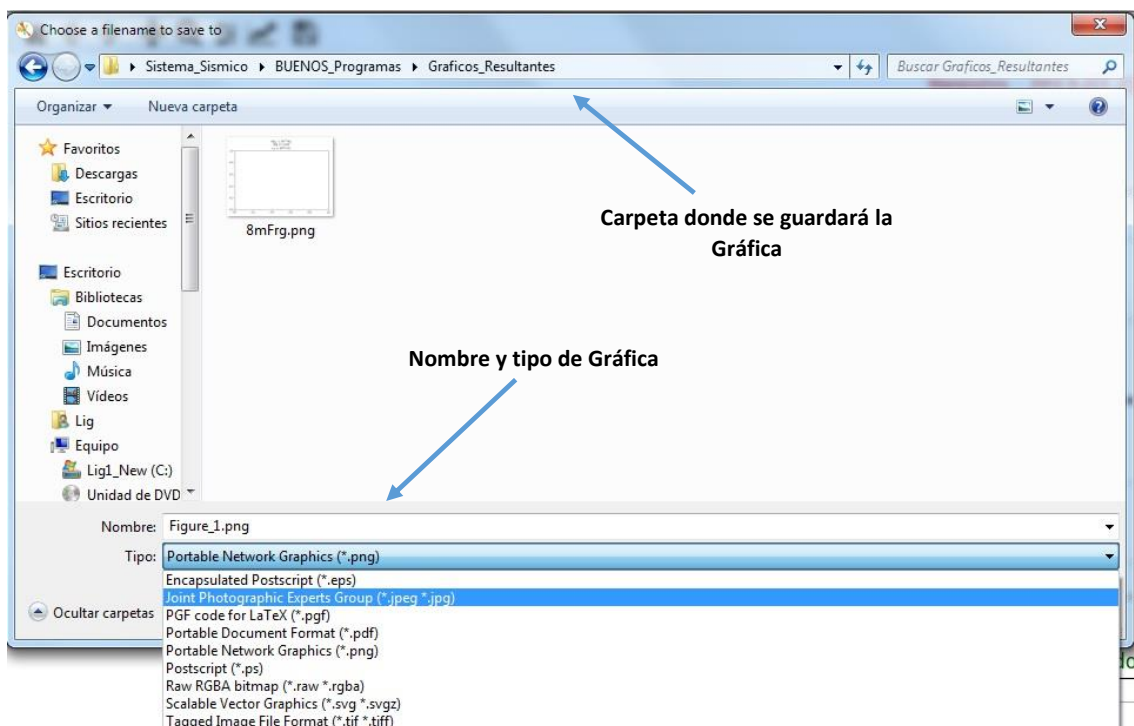 Choose a filename to save to
Sistema_Sismico BUENOS_Programas Graficos_Resultantes
Buscar Graficos_Resultantes
Organizar Nueva carpeta
Favoritos
Descargas
Escritorio
Sitios recientes
Escritorio
Bibliotecas
Documentos
Imágenes
Música
Vídeos
Lig
Equipo
Lig1_New (C:)
Unidad de DVD
8mFrg.png
Carpeta donde se guardará la
Gráfica
Nombre y tipo de Gráfica
Nombre: Figure_1.png
Tipo: Portable Network Graphics (*.png)
Encapsulated Postscript (*.eps)
Joint Photographic Experts Group (*.jpeg *.jpg)
PGF code for LaTeX (*.pgf)
Portable Document Format (*.pdf)
Portable Network Graphics (*.png)
Postscript (*.ps)
Raw RGBA bitmap (*.raw *.rgba)
Scalable Vector Graphics (*.svg *.svgz)
Tagged Image File Format (*.tif *.tiff)
Ocultar carpetas